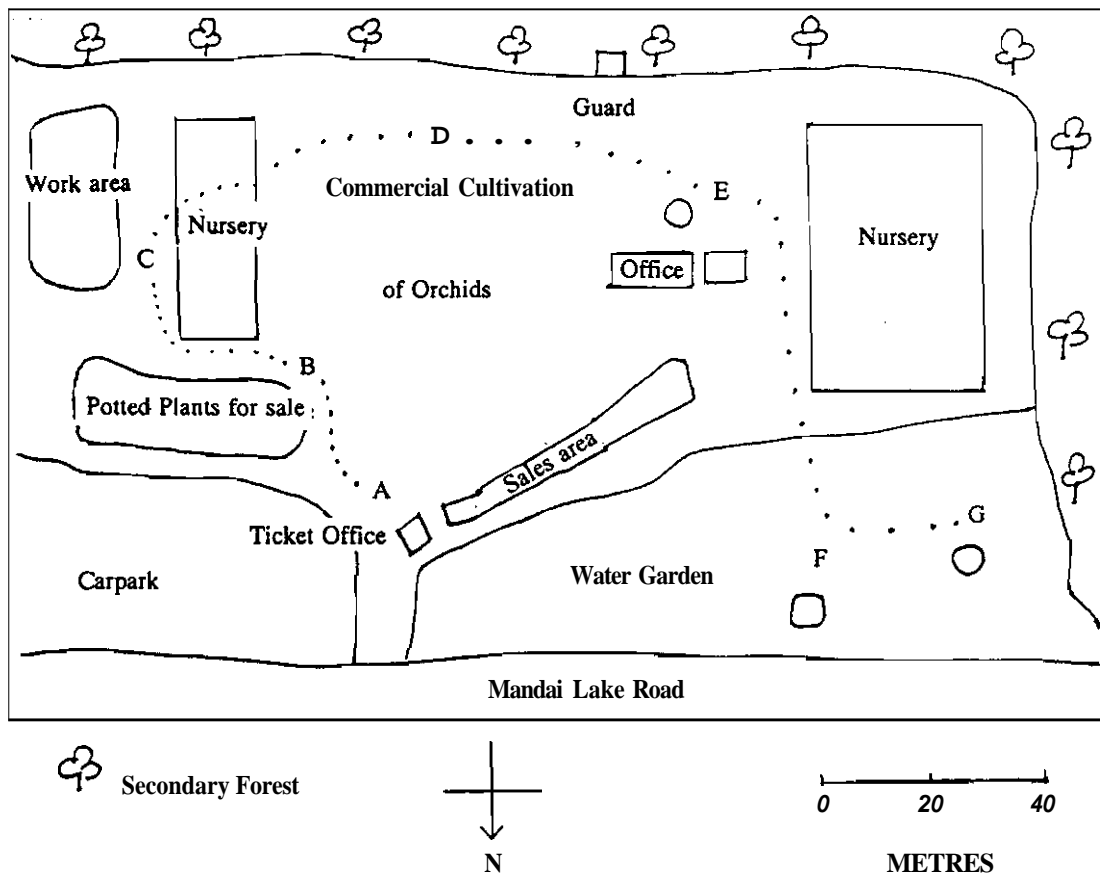 Guard
D
Work area
Commercial Cultivation
E
Nursery
Nursery
C
Office
of Orchids
B
Potted Plants for sale
Sales area
A
G
Ticket Office
F
Water Garden
Carpark
Mandai Lake Road
Secondary Forest
0 20 40
N
METRES